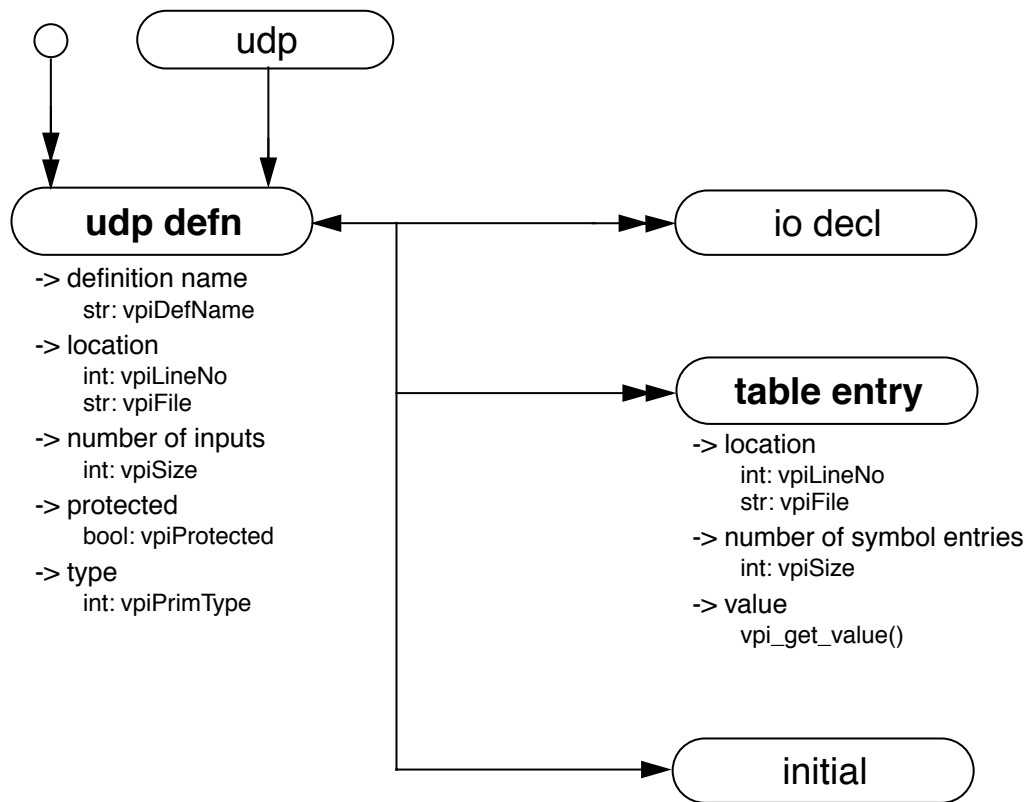 udp
udp defn
-> definition name
str: vpiDefName
-> location
int: vpiLineNo
str: vpiFile
-> number of inputs
int: vpiSize
-> protected
bool: vpiProtected
-> type
int: vpiPrimType
io decl
table entry
-> location
int: vpiLineNo
str: vpiFile
-> number of symbol entries
int: vpiSize
-> value
vpi_get_value()
initial